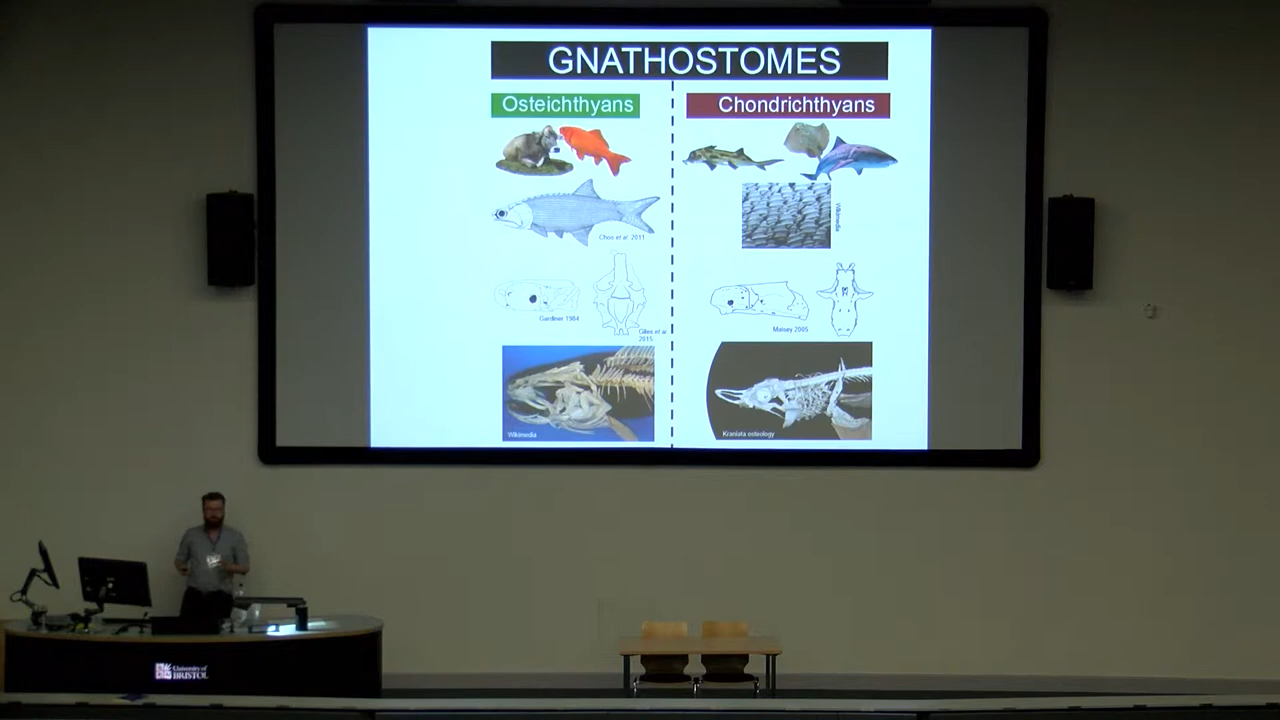 GNATHOSTOMES
Osteichthyans
Chondrichthyans
Choo et al. 2011
Wikimedia
Gardiner 1984
Giles et al
2015
Maisey 2005
Wikimedia
Kraniata osteology
University of
BRISTOL